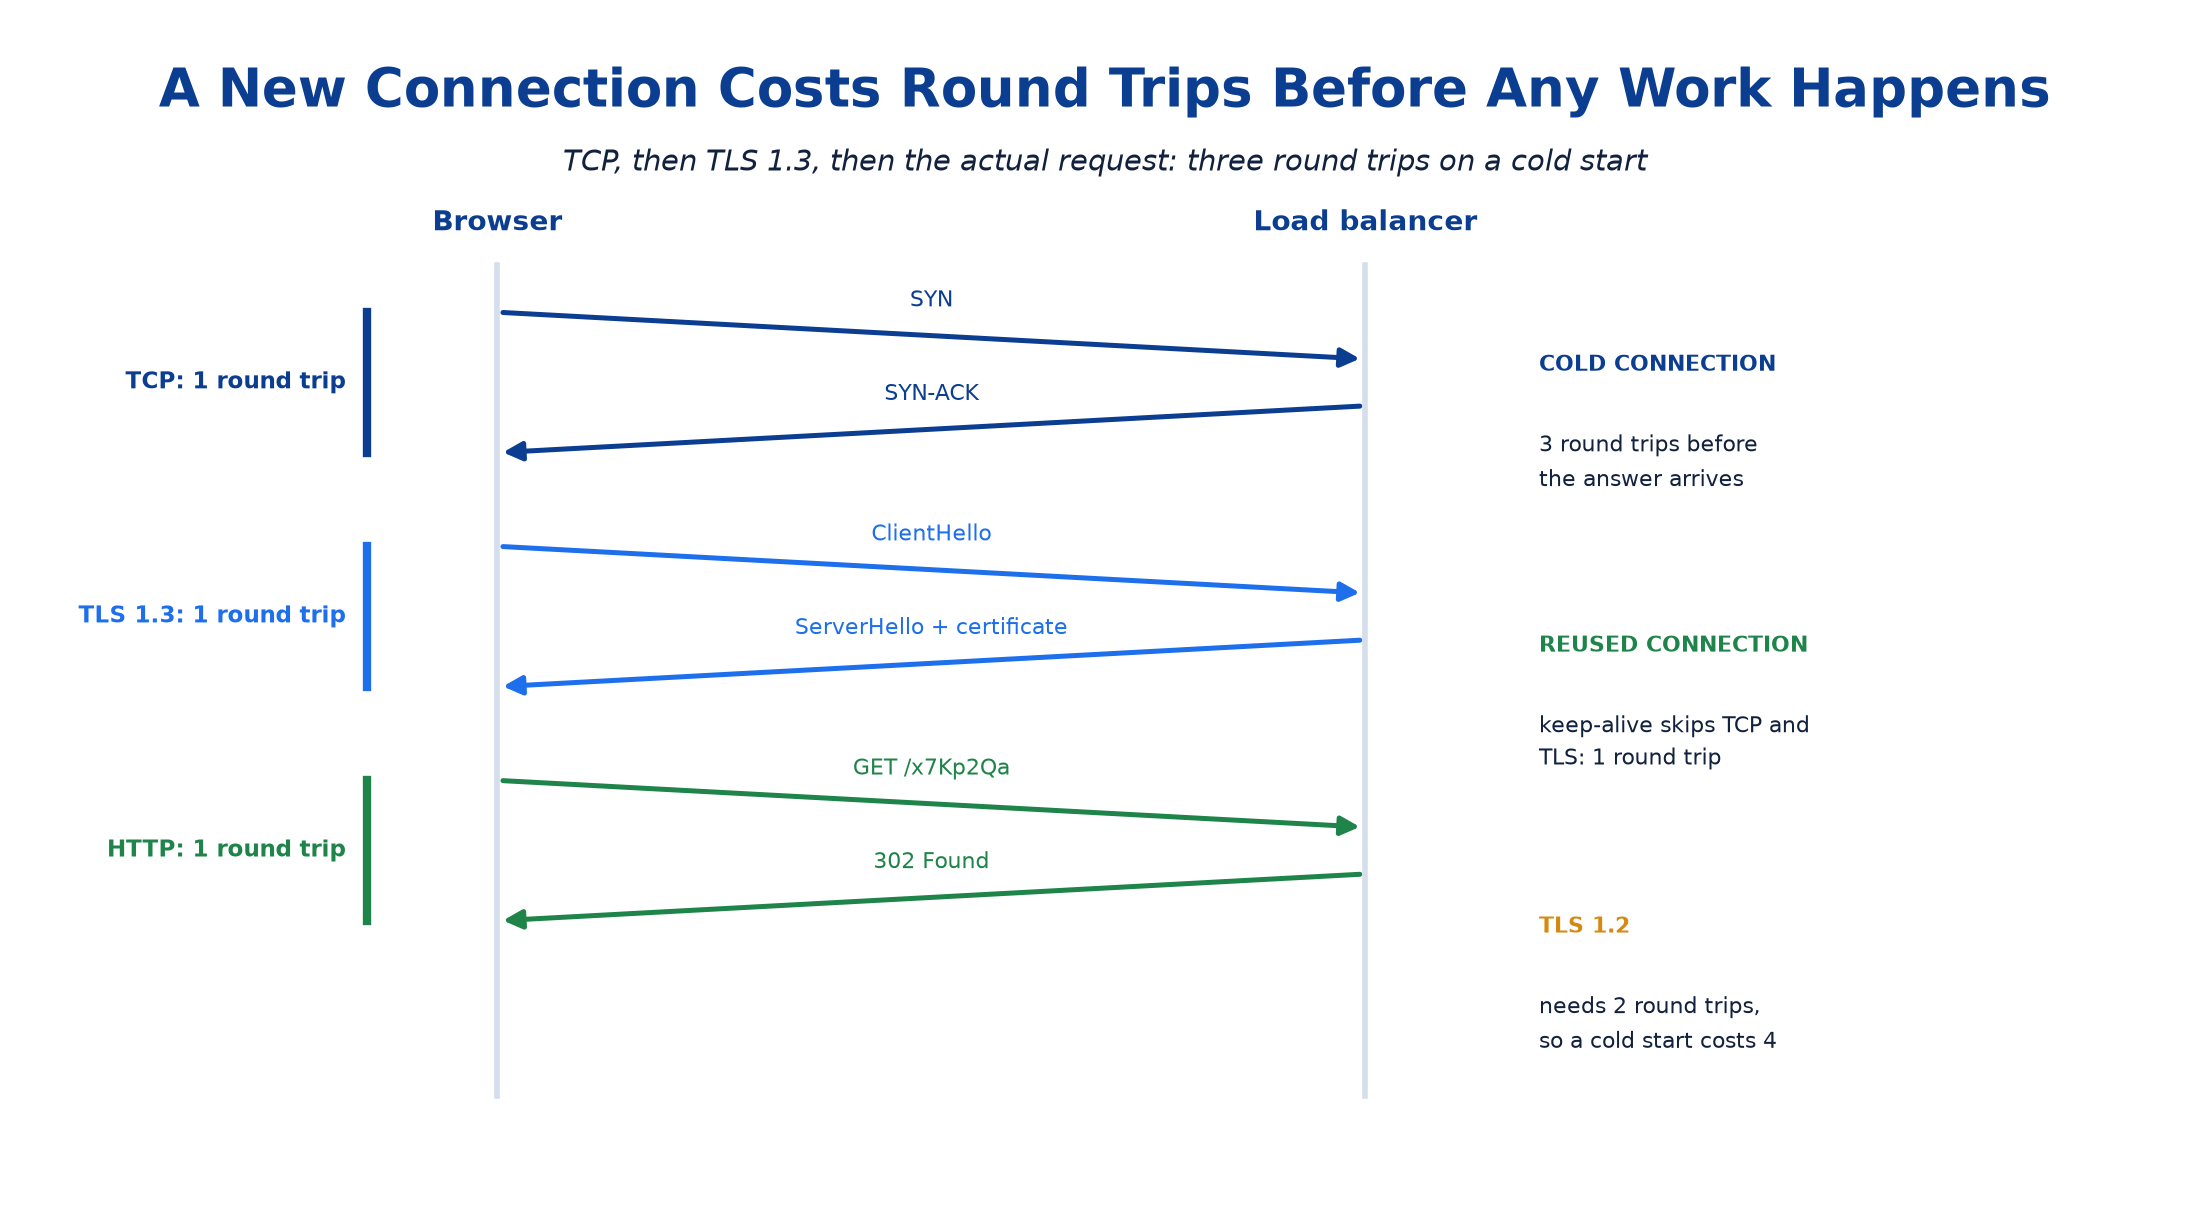 A New Connection Costs Round Trips Before Any Work Happens
TCP, then TLS 1.3, then the actual request: three round trips on a cold start
Browser
Load balancer
SYN
TCP: 1 round trip
SYN-ACK
ClientHello
TLS 1.3: 1 round trip
ServerHello + certificate
GET /x7Kp2Qa
HTTP: 1 round trip
302 Found
COLD CONNECTION
3 round trips before
the answer arrives
REUSED CONNECTION
keep-alive skips TCP and
TLS: 1 round trip
TLS 1.2
needs 2 round trips,
so a cold start costs 4